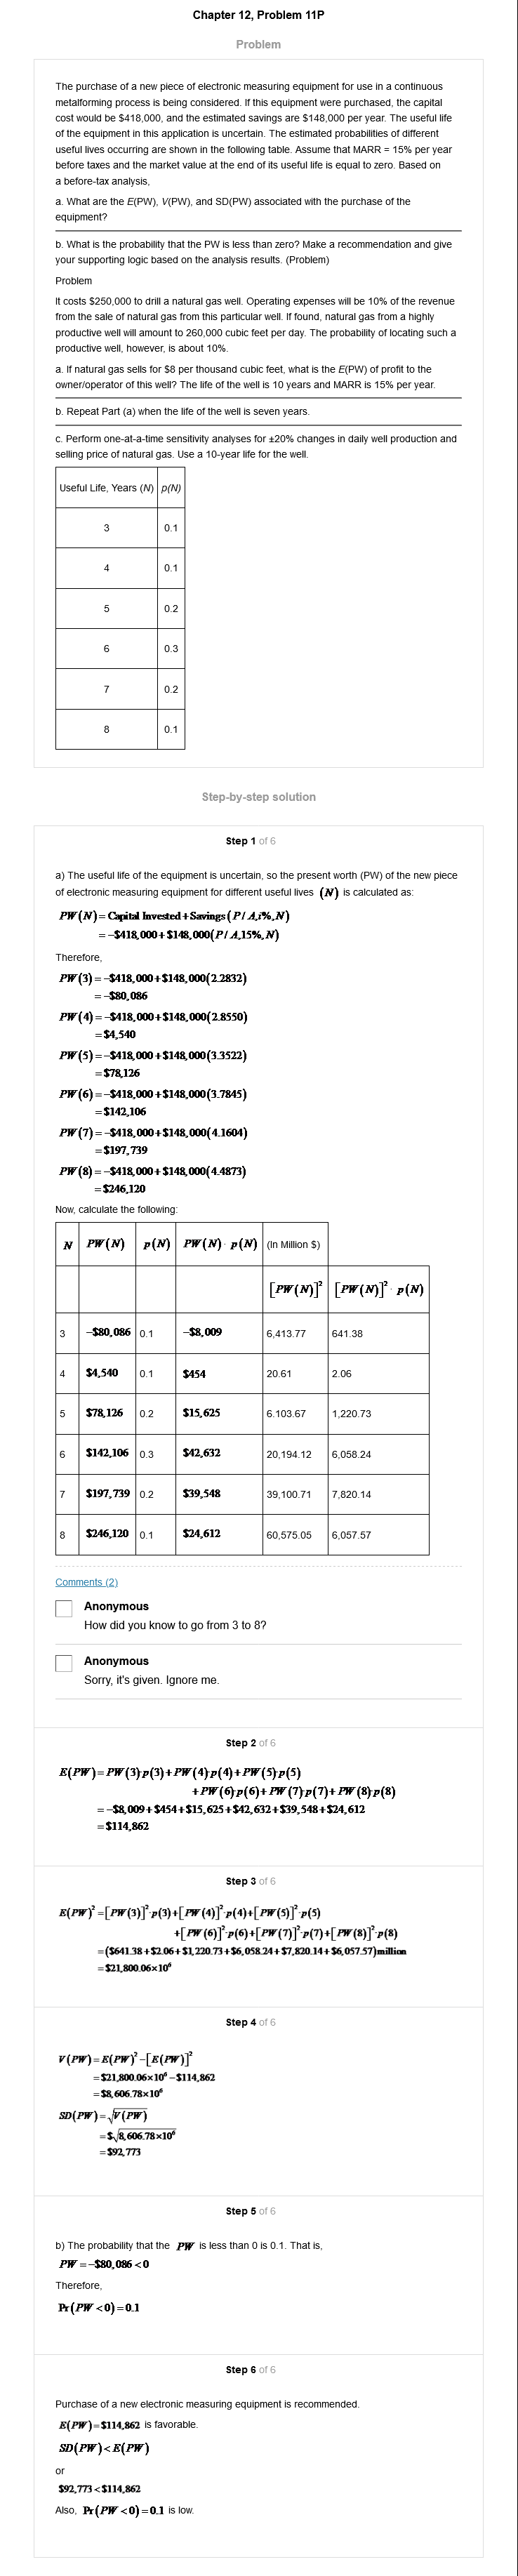 Chapter 12, Problem 11P
Problem
The purchase of a new piece of electronic measuring equipment for use in a continuous
metalforming process is being considered. If this equipment were purchased, the capital
cost would be $418,000, and the estimated savings are $148,000 per year. The useful life
of the equipment in this application is uncertain. The estimated probabilities of different
useful lives occurring are shown in the following table. Assume that MARR = 15% per year
before taxes and the market value at the end of its useful life is equal to zero. Based on
a before-tax analysis,
a. What are the E(PW), V(PW), and SD(PW) associated with the purchase of the
equipment?
b. What is the probability that the PW is less than zero? Make a recommendation and give
your supporting logic based on the analysis results. (Problem)
Problem
It costs $250,000 to drill a natural gas well. Operating expenses will be 10% of the revenue
from the sale of natural gas from this particular well. If found, natural gas from a highly
productive well will amount to 260,000 cubic feet per day. The probability of locating such a
productive well, however, is about 10%.
a. If natural gas sells for $8 per thousand cubic feet, what is the E(PW) of profit to the
owner/operator of this well? The life of the well is 10 years and MARR is 15% per year.
b. Repeat Part (a) when the life of the well is seven years.
c. Perform one-at-a-time sensitivity analyses for ±20% changes in daily well production and
selling price of natural gas. Use a 10-year life for the well.
Useful Life, Years (N) p(N)
3 0.1
4 0.1
5 0.2
6 0.3
7 0.2
8 0.1
Step-by-step solution
Step 1 of 6
a) The useful life of the equipment is uncertain, so the present worth (PW) of the new piece
of electronic measuring equipment for different useful lives (N) is calculated as:
PW(N) = Capital Invested + Savings(P/A,i%,N)
= −$418,000 + $148,000(P/A,15%,N)
Therefore,
PW(3) = −$418,000 + $148,000(2.2832)
= −$80,086
PW(4) = −$418,000 + $148,000(2.8550)
= $4,540
PW(5) = −$418,000 + $148,000(3.3522)
= $78,126
PW(6) = −$418,000 + $148,000(3.7845)
= $142,106
PW(7) = −$418,000 + $148,000(4.1604)
= $197,739
PW(8) = −$418,000 + $148,000(4.4873)
= $246,120
Now, calculate the following:
N PW(N) p(N) PW(N)·p(N) (In Million $)
[PW(N)]² [PW(N)]²·p(N)
3 −$80,086 0.1 −$8,009 6,413.77 641.38
4 $4,540 0.1 $454 20.61 2.06
5 $78,126 0.2 $15,625 6.103.67 1,220.73
6 $142,106 0.3 $42,632 20,194.12 6,058.24
7 $197,739 0.2 $39,548 39,100.71 7,820.14
8 $246,120 0.1 $24,612 60,575.05 6,057.57
Comments (2)
Anonymous
How did you know to go from 3 to 8?
Anonymous
Sorry, it's given. Ignore me.
Step 2 of 6
E(PW) = PW(3)·p(3) + PW(4)·p(4) + PW(5)·p(5)
+ PW(6)·p(6) + PW(7)·p(7) + PW(8)·p(8)
= −$8,009 + $454 + $15,625 + $42,632 + $39,548 + $24,612
= $114,862
Step 3 of 6
E(PW)² = [PW(3)]²·p(3) + [PW(4)]²·p(4) + [PW(5)]²·p(5)
+ [PW(6)]²·p(6) + [PW(7)]²·p(7) + [PW(8)]²·p(8)
= ($641.38 + $2.06 + $1,220.73 + $6,058.24 + $7,820.14 + $6,057.57) million
= $21,800.06×10⁶
Step 4 of 6
V(PW) = E(PW)² − [E(PW)]²
= $21,800.06×10⁶ − $114,862
= $8,606.78×10⁶
SD(PW) = √V(PW)
= $√8,606.78×10⁶
= $92,773
Step 5 of 6
b) The probability that the PW is less than 0 is 0.1. That is,
PW = −$80,086 < 0
Therefore,
Pr(PW < 0) = 0.1
Step 6 of 6
Purchase of a new electronic measuring equipment is recommended.
E(PW) = $114,862 is favorable.
SD(PW) < E(PW)
or
$92,773 < $114,862
Also, Pr(PW < 0) = 0.1 is low.